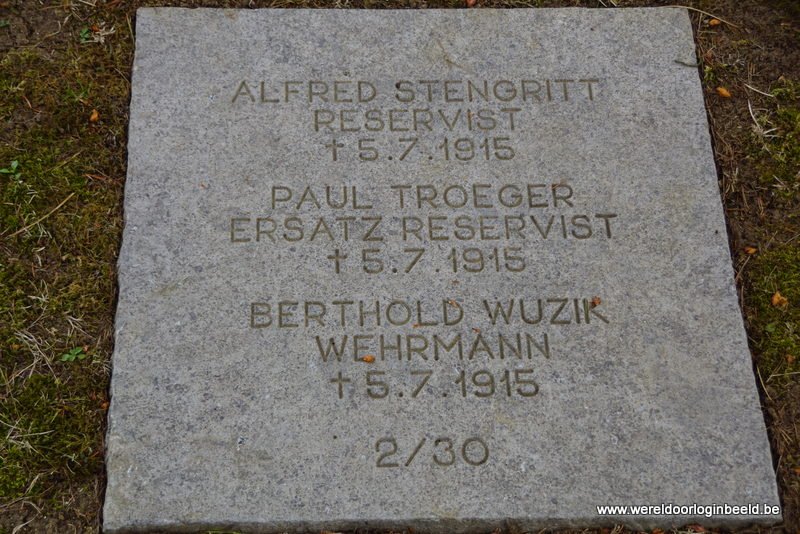 ALFRED STENGRITT
RESERVIST
† 5.7.1915
PAUL TROEGER
ERSATZ-RESERVIST
† 5.7.1915
BERTHOLD WUZIK
WEHRMANN
† 5.7.1915
2/30
www.wereldoorloginbeeld.be